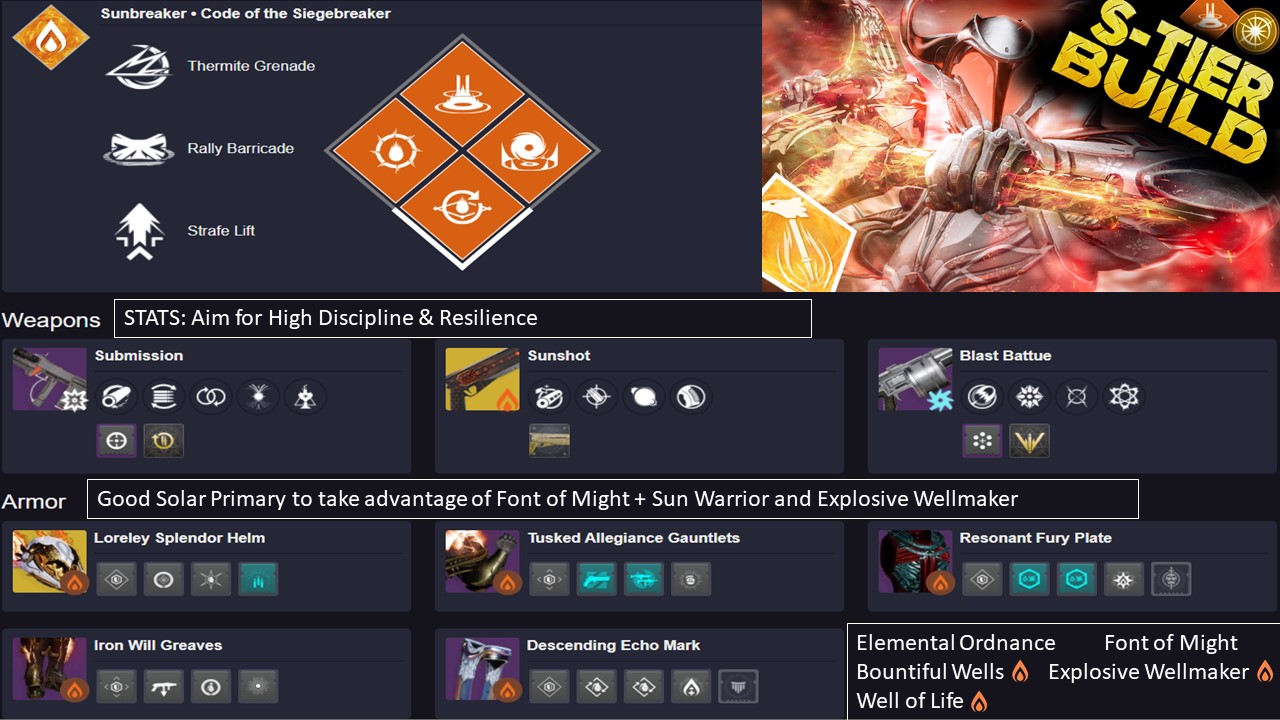 Sunbreaker • Code of the Siegebreaker
Thermite Grenade
Rally Barricade
Strafe Lift
S-TIER
BUILD
Weapons
STATS: Aim for High Discipline & Resilience
Submission
Sunshot
Blast Battue
Armor
Good Solar Primary to take advantage of Font of Might + Sun Warrior and Explosive Wellmaker
Loreley Splendor Helm
Tusked Allegiance Gauntlets
Resonant Fury Plate
Iron Will Greaves
Descending Echo Mark
Elemental Ordnance Font of Might
Bountiful Wells Explosive Wellmaker
Well of Life